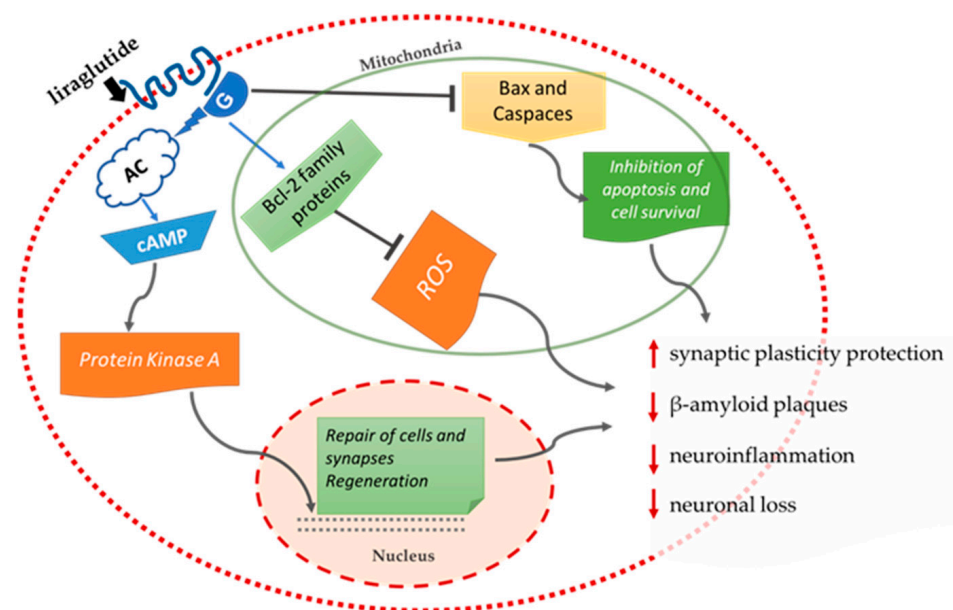 liraglutide
G
AC
cAMP
Protein Kinase A
Mitochondria
Bax and
Caspaces
Bcl-2 family
proteins
ROS
Inhibition of
apoptosis and
cell survival
Repair of cells and
synapses
Regeneration
Nucleus
synaptic plasticity protection
β-amyloid plaques
neuroinflammation
neuronal loss